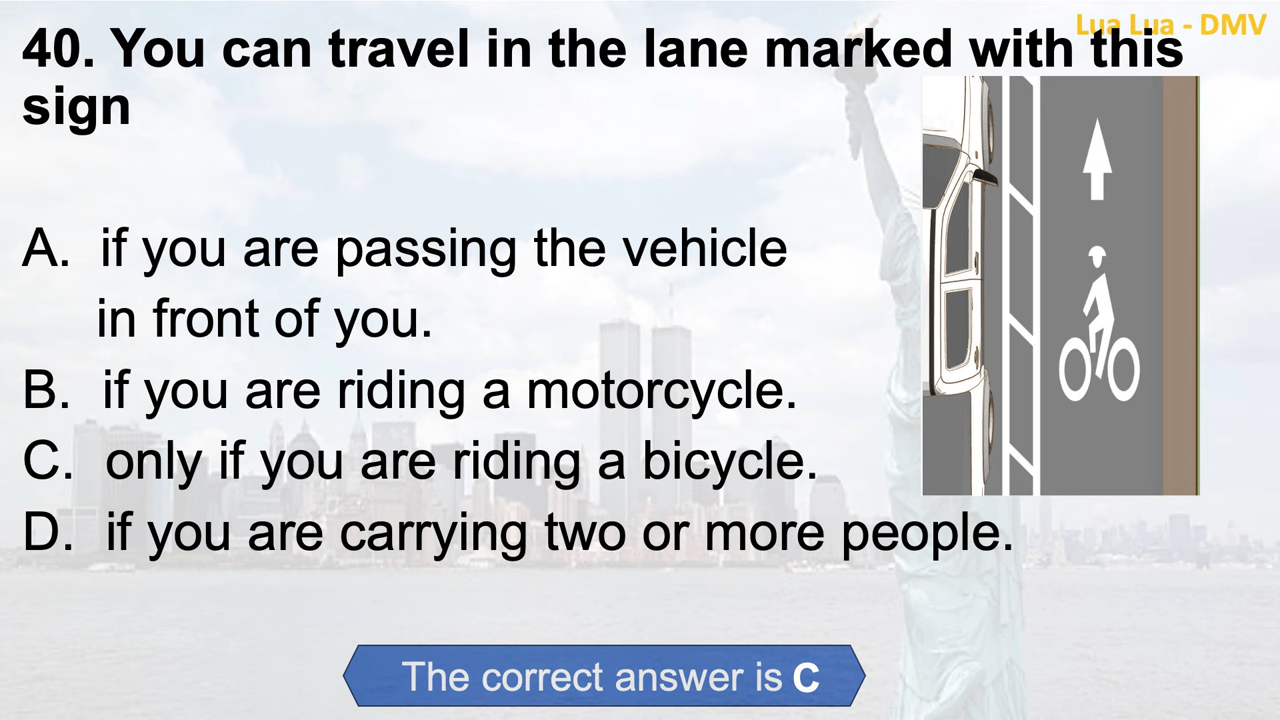 Lua Lua - DMV
40. You can travel in the lane marked with this
sign
A. if you are passing the vehicle
in front of you.
B. if you are riding a motorcycle.
C. only if you are riding a bicycle.
D. if you are carrying two or more people.
The correct answer is C